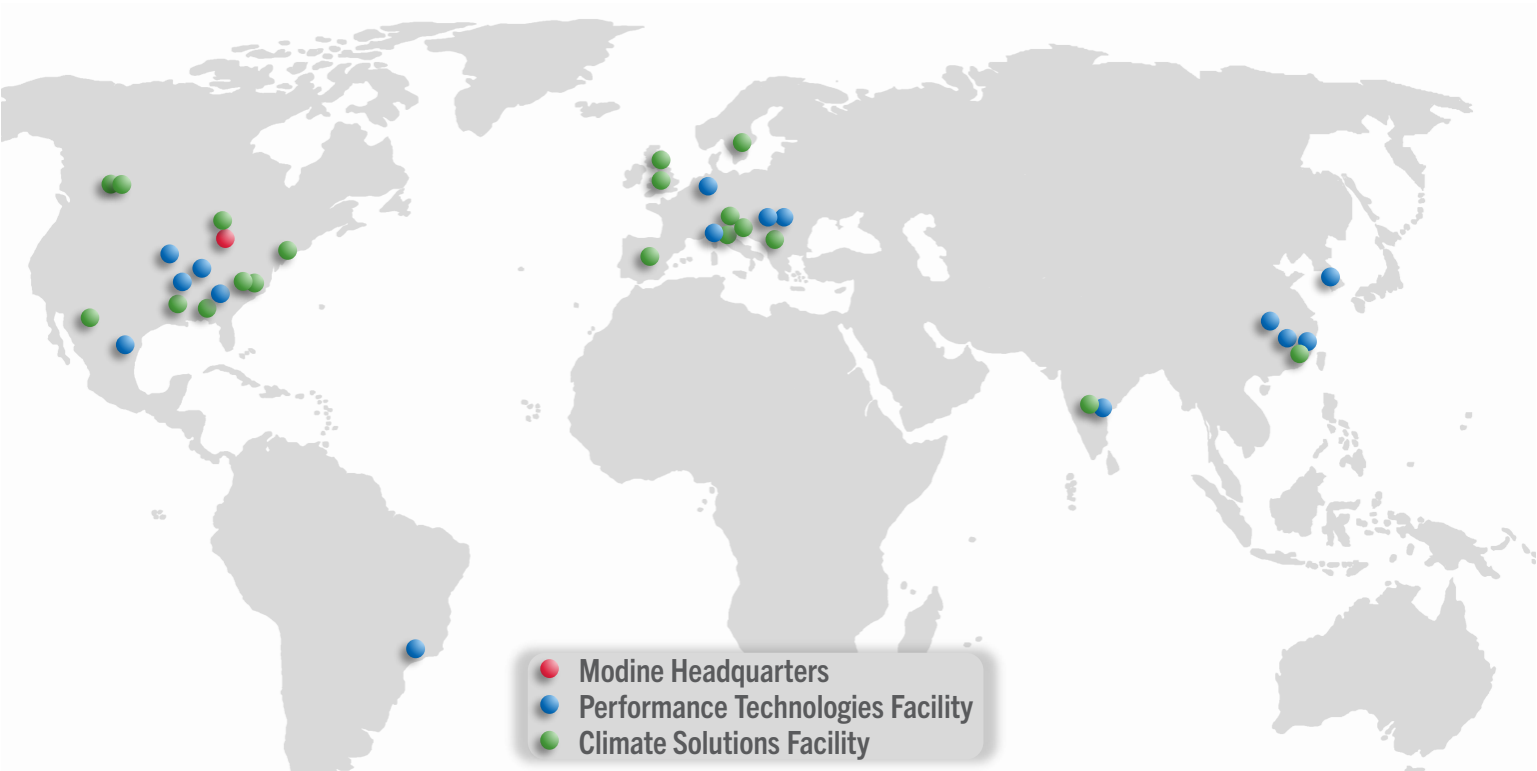 Modine Headquarters
Performance Technologies Facility
Climate Solutions Facility